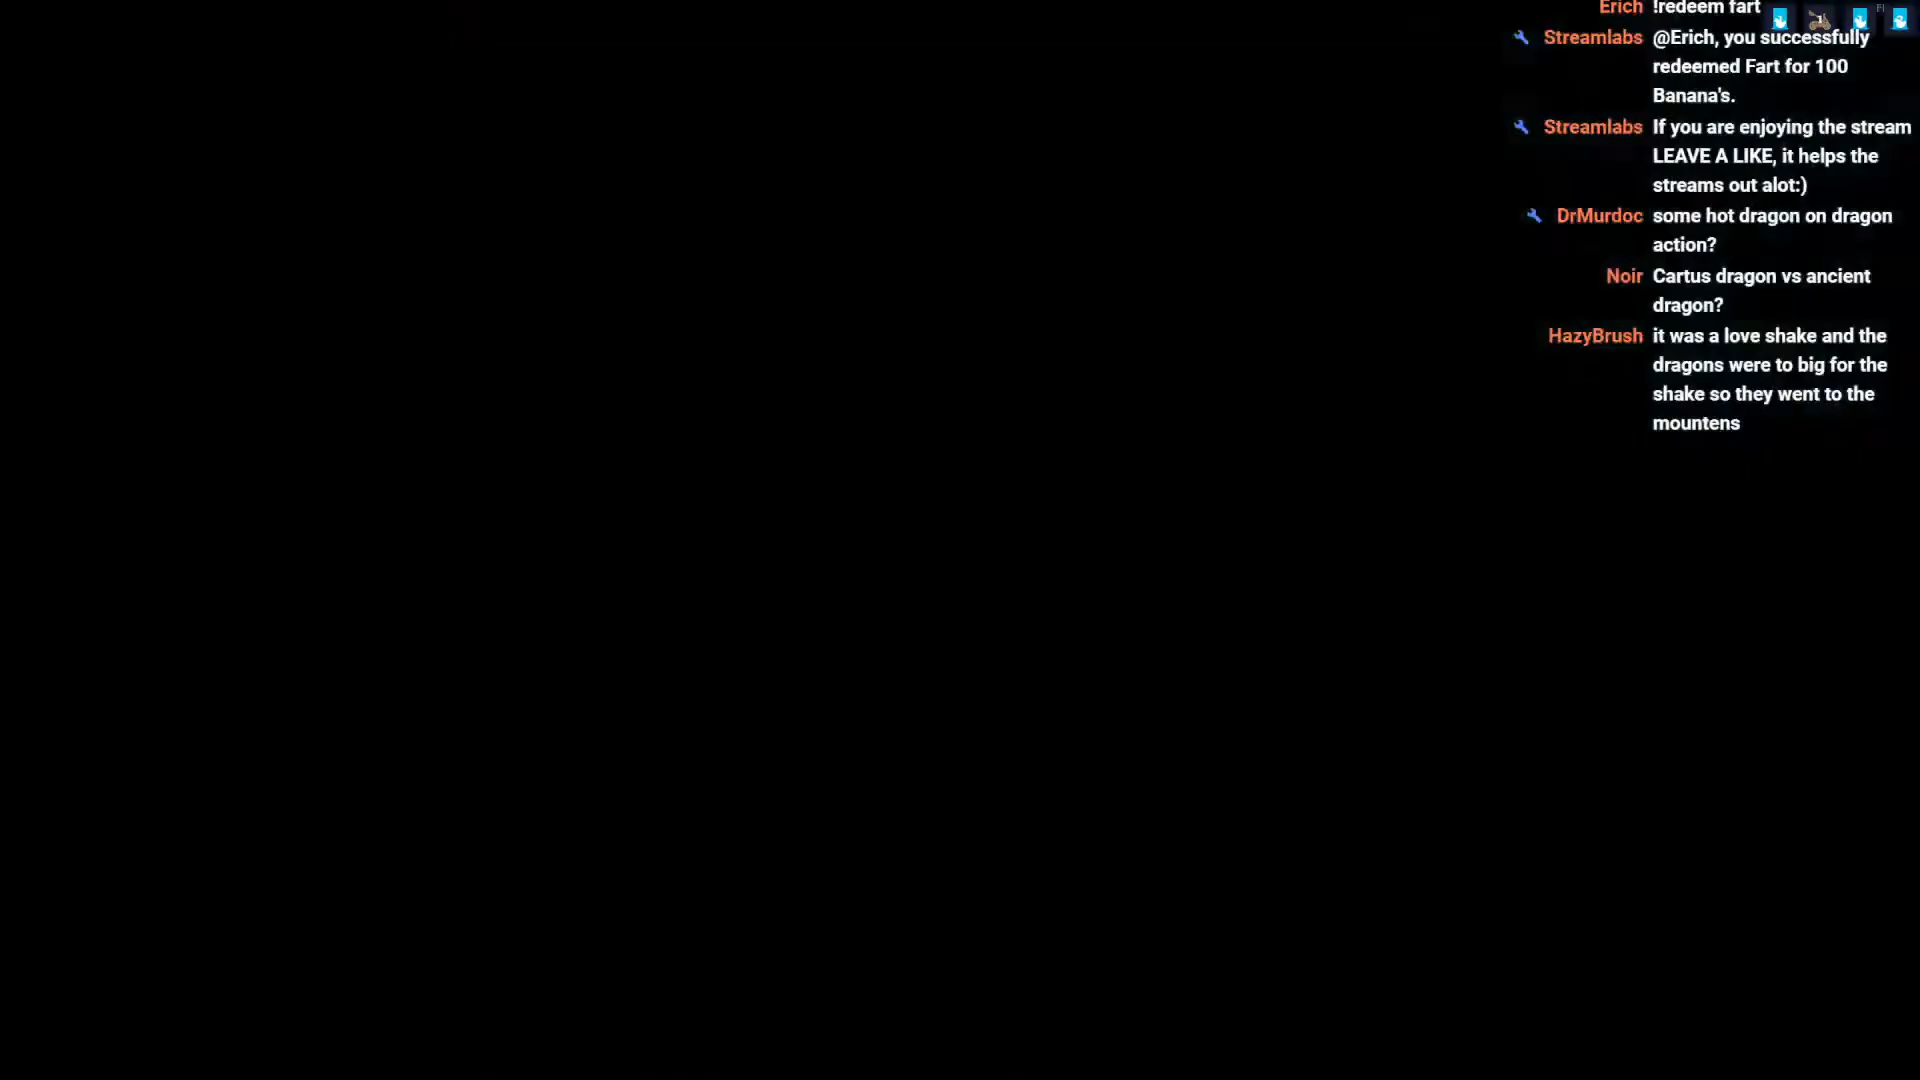 Erich !redeem fart
FI
Streamlabs @Erich, you successfully
redeemed Fart for 100
Banana's.
Streamlabs If you are enjoying the stream
LEAVE A LIKE, it helps the
streams out alot:)
DrMurdoc some hot dragon on dragon
action?
Noir Cartus dragon vs ancient
dragon?
HazyBrush it was a love shake and the
dragons were to big for the
shake so they went to the
mountens